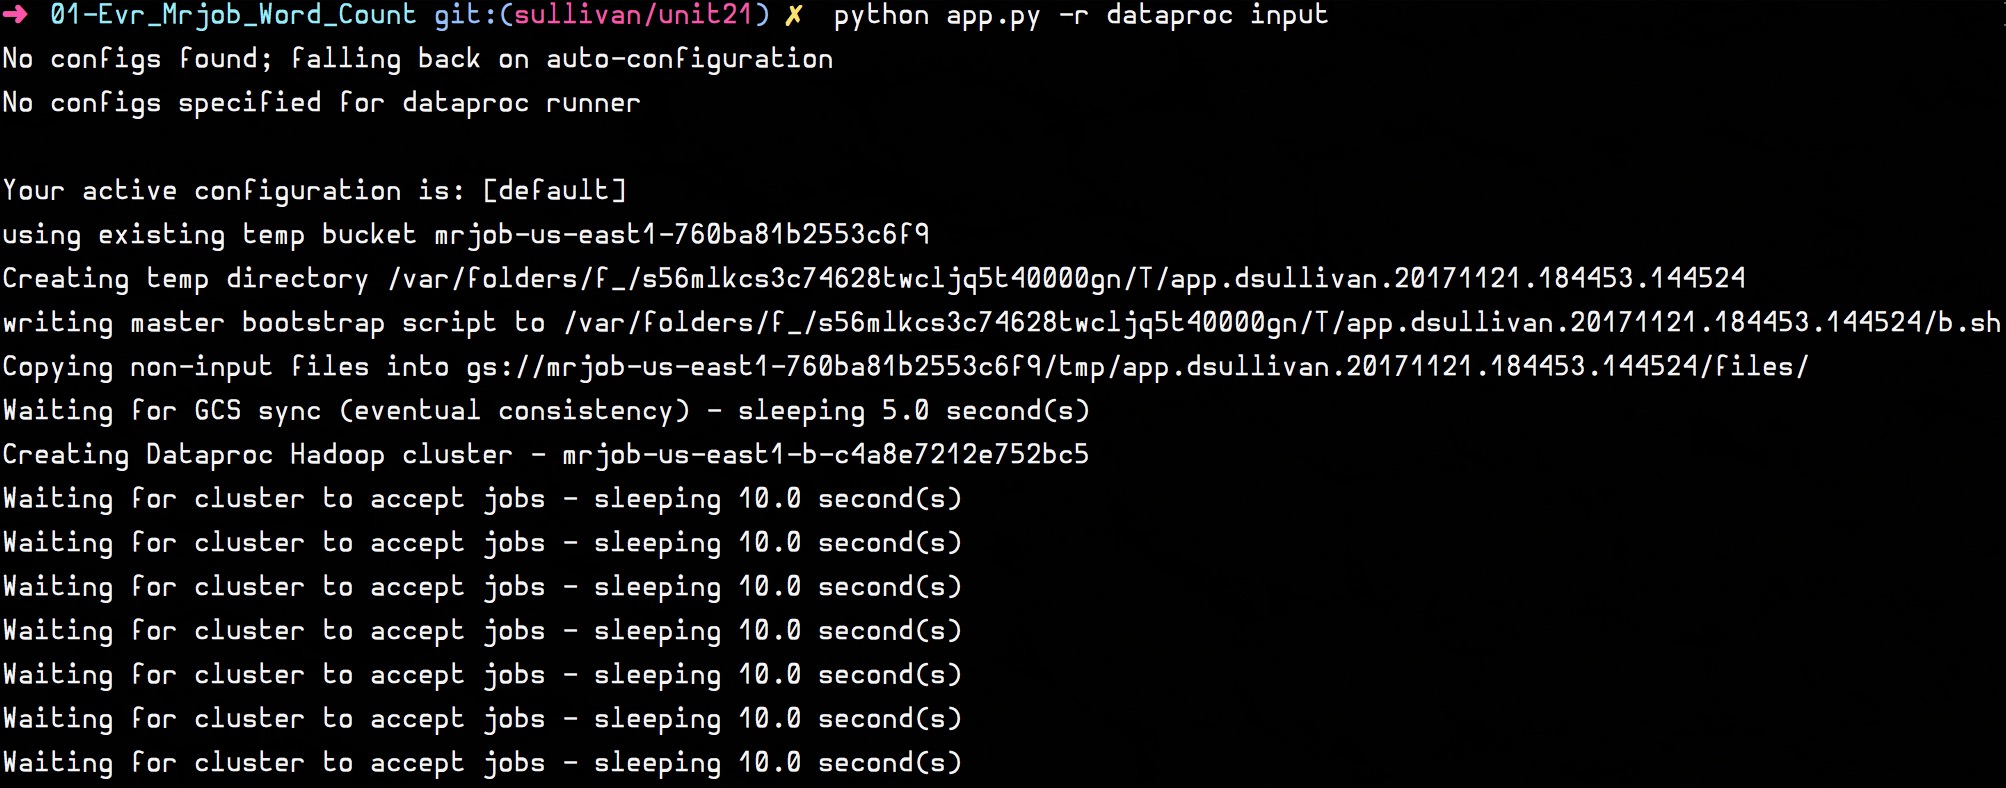 ➜ 01-Evr_Mrjob_Word_Count git:(sullivan/unit21) ✗ python app.py -r dataproc input
No configs found; falling back on auto-configuration
No configs specified for dataproc runner
Your active configuration is: [default]
using existing temp bucket mrjob-us-east1-760ba81b2553c6f9
Creating temp directory /var/folders/f_/s56mlkcs3c74628twcljq5t40000gn/T/app.dsullivan.20171121.184453.144524
writing master bootstrap script to /var/folders/f_/s56mlkcs3c74628twcljq5t40000gn/T/app.dsullivan.20171121.184453.144524/b.sh
Copying non-input files into gs://mrjob-us-east1-760ba81b2553c6f9/tmp/app.dsullivan.20171121.184453.144524/files/
Waiting for GCS sync (eventual consistency) - sleeping 5.0 second(s)
Creating Dataproc Hadoop cluster - mrjob-us-east1-b-c4a8e7212e752bc5
Waiting for cluster to accept jobs - sleeping 10.0 second(s)
Waiting for cluster to accept jobs - sleeping 10.0 second(s)
Waiting for cluster to accept jobs - sleeping 10.0 second(s)
Waiting for cluster to accept jobs - sleeping 10.0 second(s)
Waiting for cluster to accept jobs - sleeping 10.0 second(s)
Waiting for cluster to accept jobs - sleeping 10.0 second(s)
Waiting for cluster to accept jobs - sleeping 10.0 second(s)